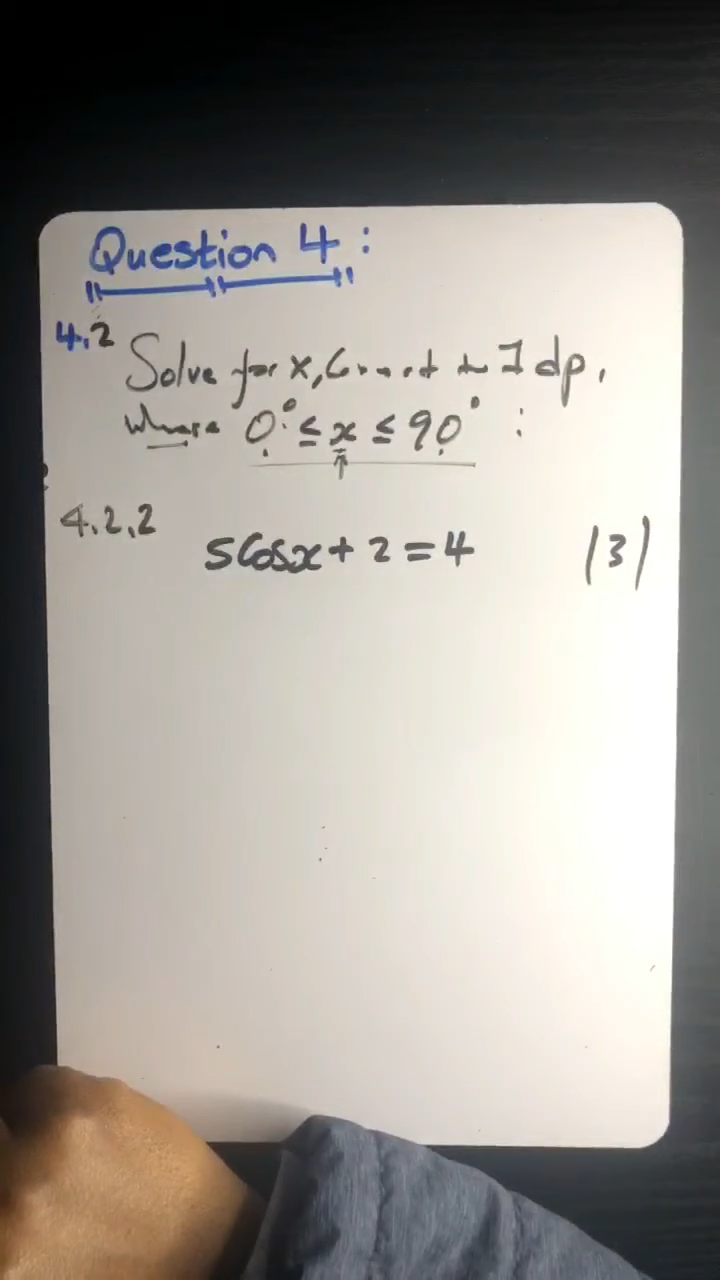 Question 4:
4.2 Solve for x, Correct to 1 dp,
where 0° ≤ x ≤ 90° :
4.2.2 5Cosx + 2 = 4 (3)